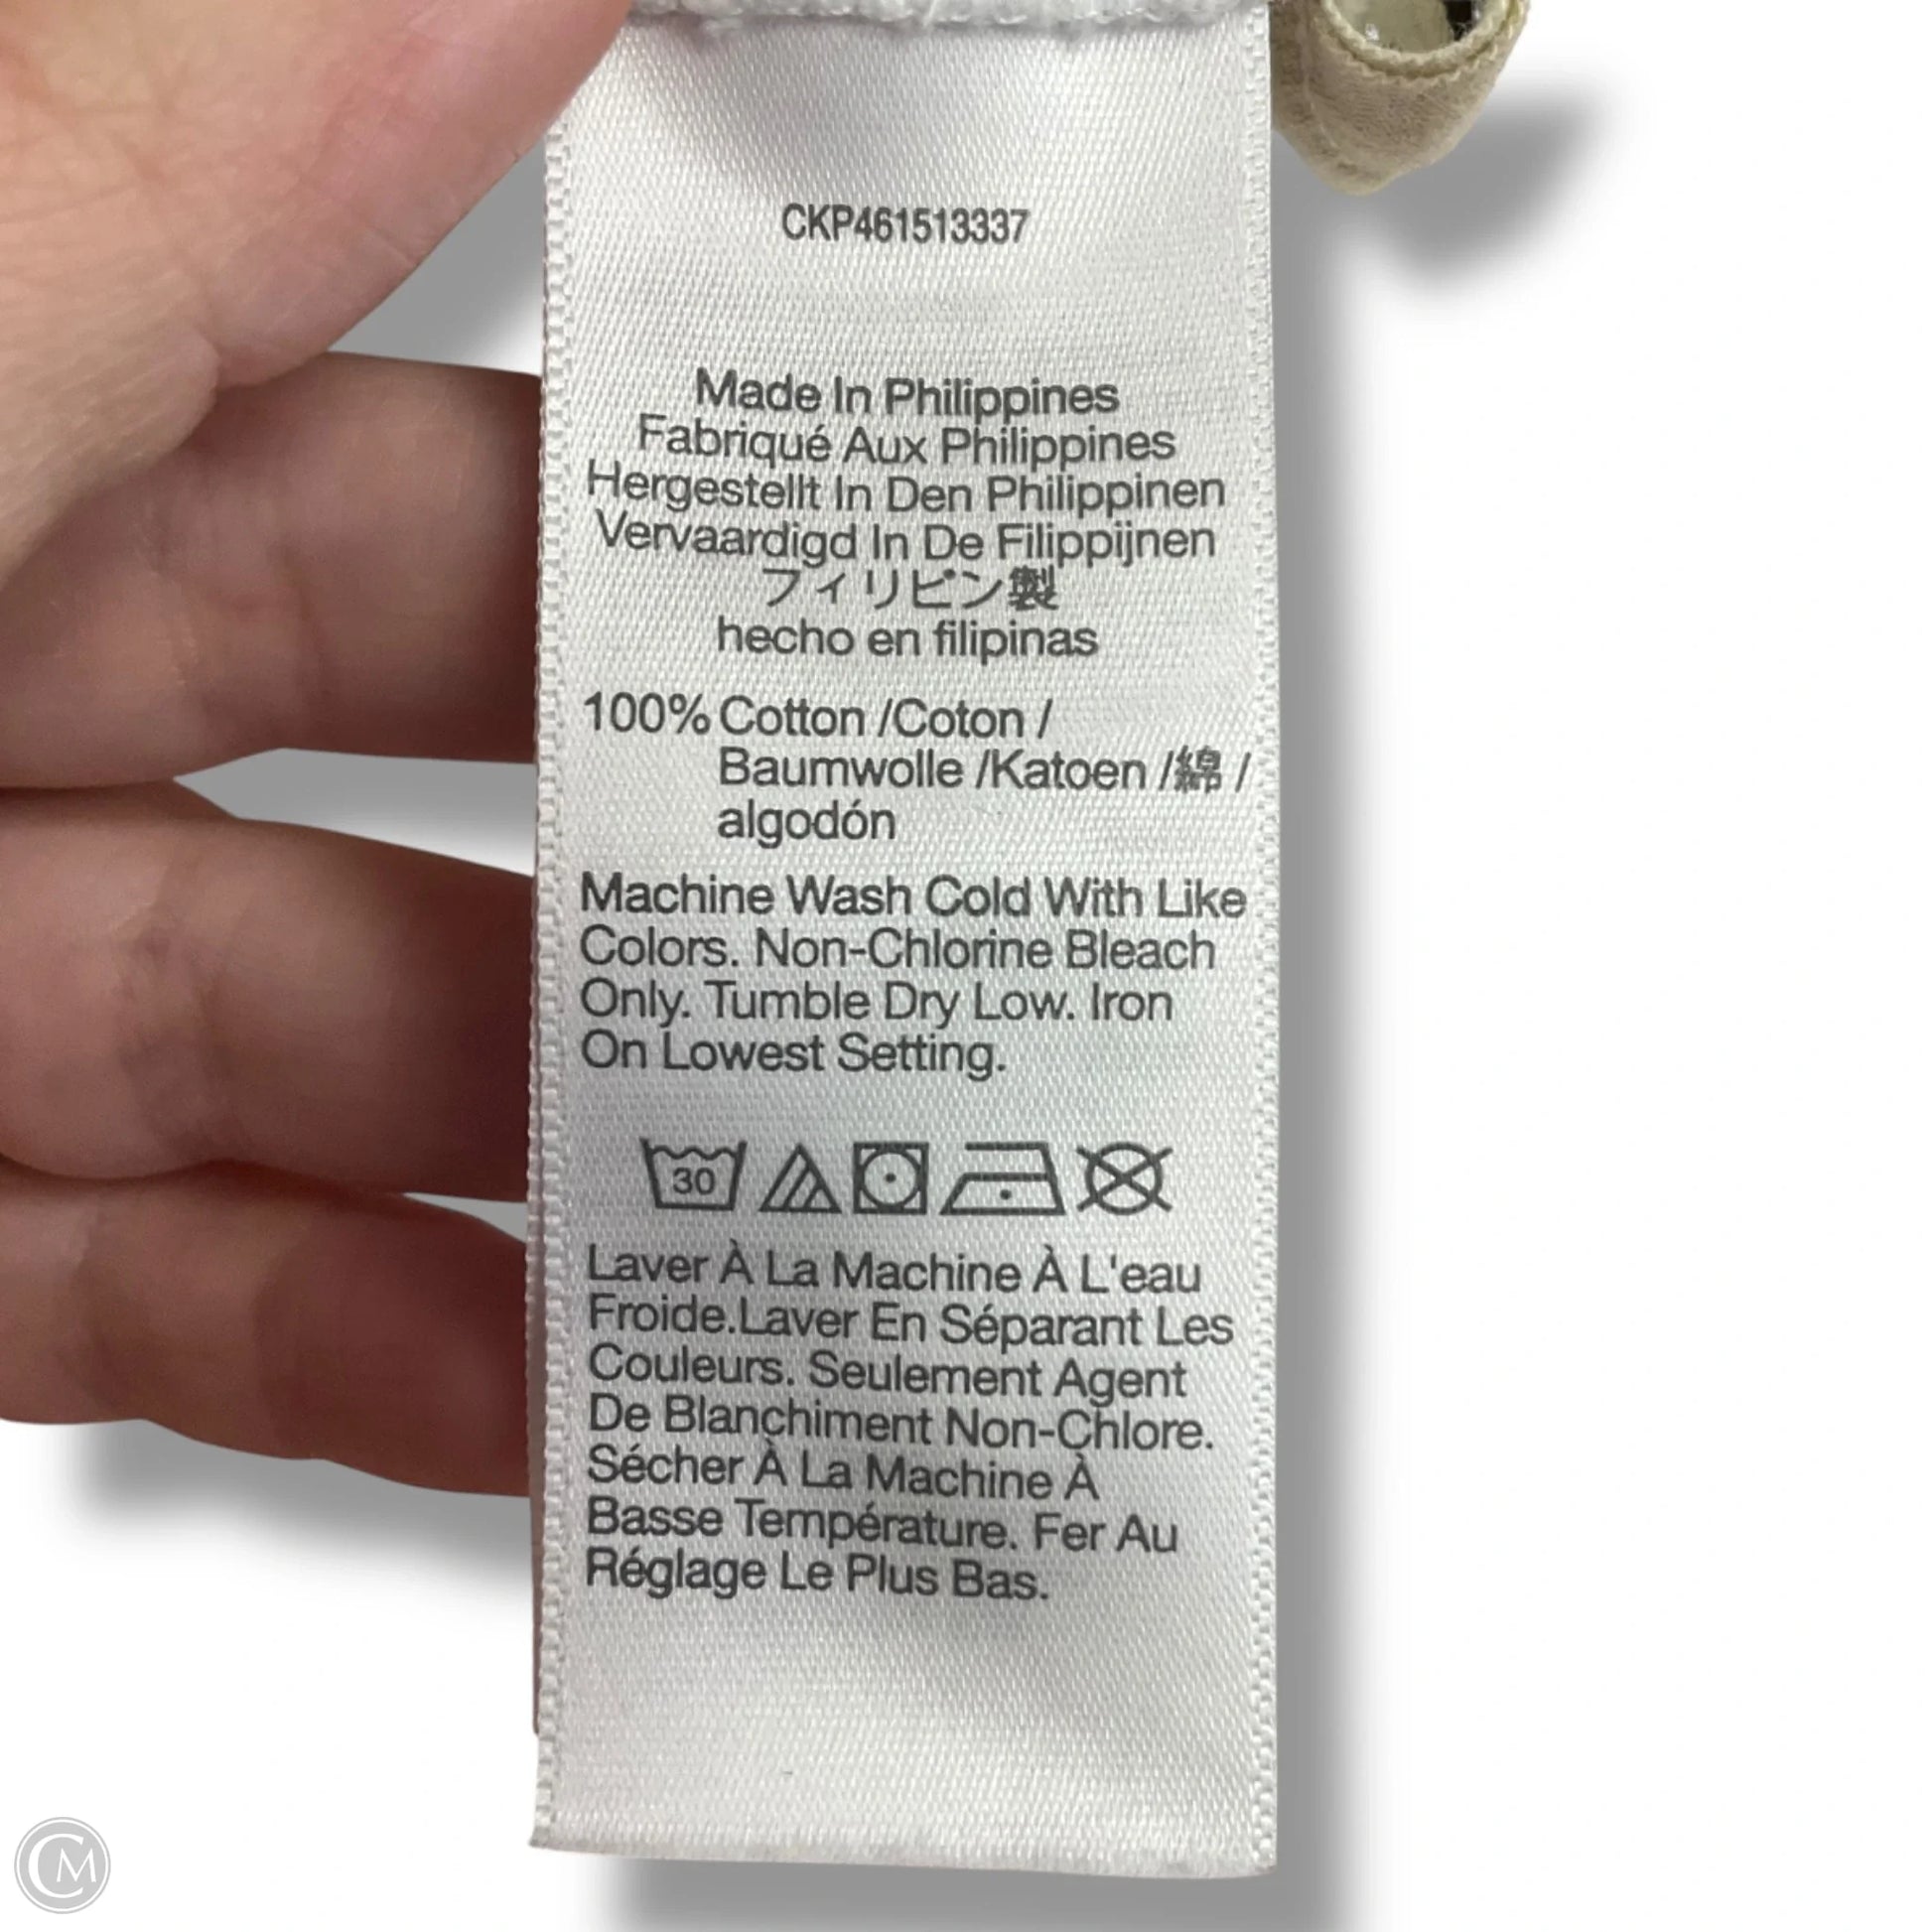 CKP461513337
Made In Philippines
Fabriqué Aux Philippines
Hergestellt In Den Philippinen
Vervaardigd In De Filippijnen
フィリピン製
hecho en filipinas
100% Cotton /Coton /
Baumwolle /Katoen /綿 /
algodón
Machine Wash Cold With Like
Colors. Non-Chlorine Bleach
Only. Tumble Dry Low. Iron
On Lowest Setting.
30
Laver À La Machine À L'eau
Froide.Laver En Séparant Les
Couleurs. Seulement Agent
De Blançhiment Non-Chlore.
Sécher À La Machine À
Basse Température. Fer Au
Réglage Le Plus Bas.
CM